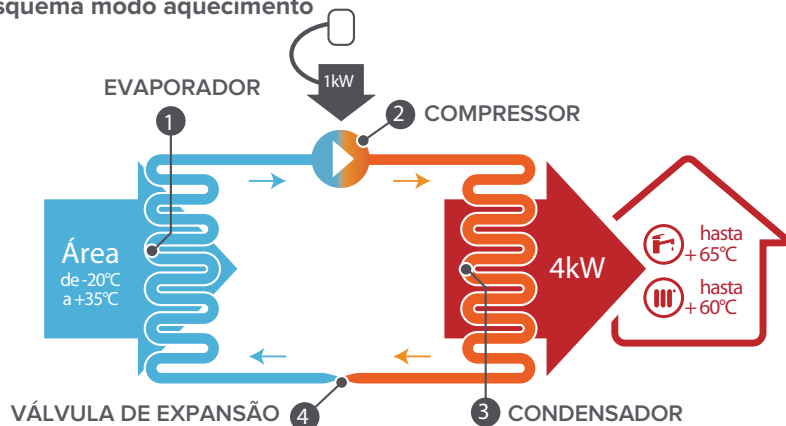 squema modo aquecimento
1kW
EVAPORADOR
1
2 COMPRESSOR
Área
de -20°C
a +35°C
4kW
hasta
+65°C
hasta
+60°C
VÁLVULA DE EXPANSÃO 4
3 CONDENSADOR